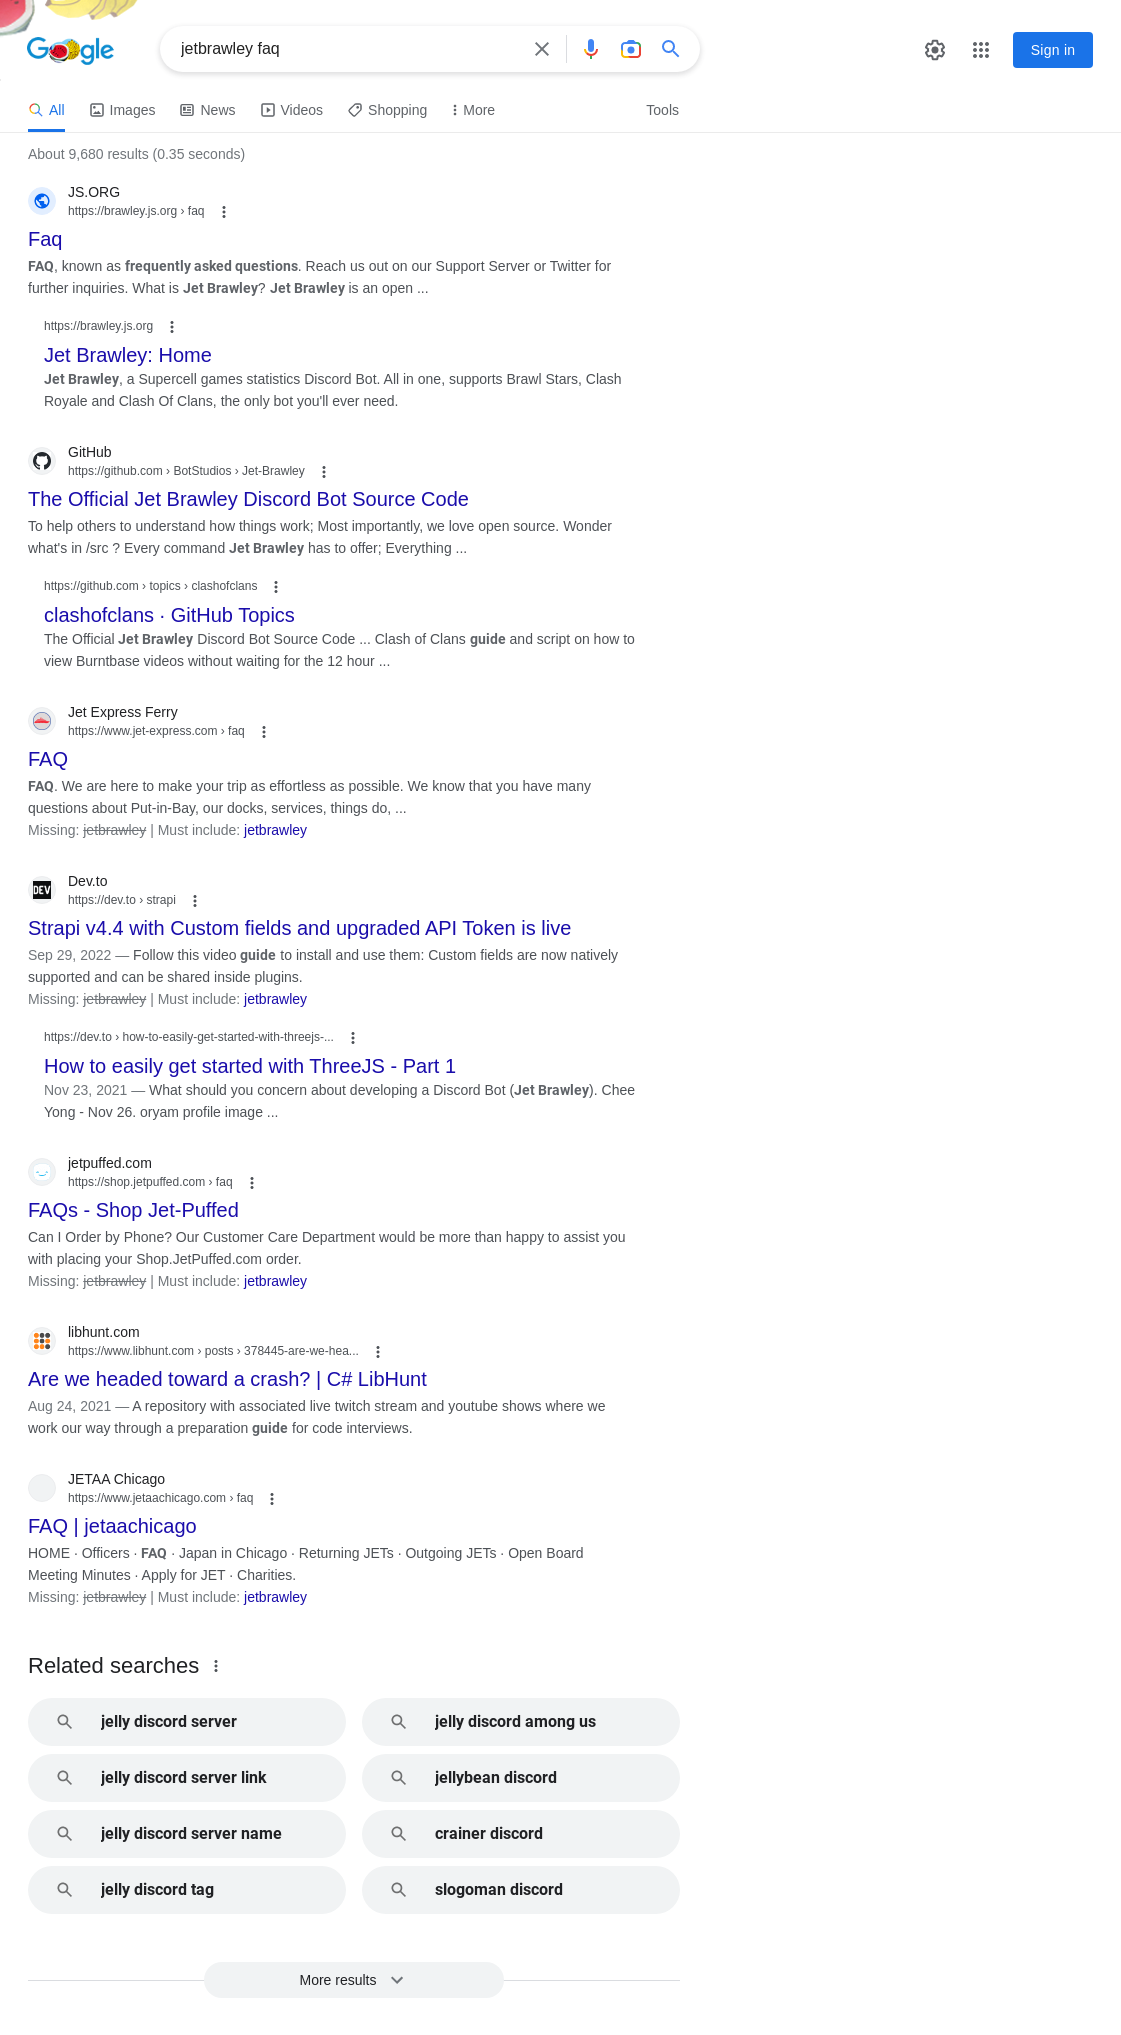 Google
jetbrawley faq
Sign in
All
Images
News
Videos
Shopping
More
Tools
About 9,680 results (0.35 seconds)
JS.ORG
https://brawley.js.org › faq
Faq
FAQ, known as frequently asked questions. Reach us out on our Support Server or Twitter for
further inquiries. What is Jet Brawley? Jet Brawley is an open ...
https://brawley.js.org
Jet Brawley: Home
Jet Brawley, a Supercell games statistics Discord Bot. All in one, supports Brawl Stars, Clash
Royale and Clash Of Clans, the only bot you'll ever need.
GitHub
https://github.com › BotStudios › Jet-Brawley
The Official Jet Brawley Discord Bot Source Code
To help others to understand how things work; Most importantly, we love open source. Wonder
what's in /src ? Every command Jet Brawley has to offer; Everything ...
https://github.com › topics › clashofclans
clashofclans · GitHub Topics
The Official Jet Brawley Discord Bot Source Code ... Clash of Clans guide and script on how to
view Burntbase videos without waiting for the 12 hour ...
Jet Express Ferry
https://www.jet-express.com › faq
FAQ
FAQ. We are here to make your trip as effortless as possible. We know that you have many
questions about Put-in-Bay, our docks, services, things do, ...
Missing: jetbrawley | Must include: jetbrawley
DEV
Dev.to
https://dev.to › strapi
Strapi v4.4 with Custom fields and upgraded API Token is live
Sep 29, 2022 — Follow this video guide to install and use them: Custom fields are now natively
supported and can be shared inside plugins.
Missing: jetbrawley | Must include: jetbrawley
https://dev.to › how-to-easily-get-started-with-threejs-...
How to easily get started with ThreeJS - Part 1
Nov 23, 2021 — What should you concern about developing a Discord Bot (Jet Brawley). Chee
Yong - Nov 26. oryam profile image ...
jetpuffed.com
https://shop.jetpuffed.com › faq
FAQs - Shop Jet-Puffed
Can I Order by Phone? Our Customer Care Department would be more than happy to assist you
with placing your Shop.JetPuffed.com order.
Missing: jetbrawley | Must include: jetbrawley
libhunt.com
https://www.libhunt.com › posts › 378445-are-we-hea...
Are we headed toward a crash? | C# LibHunt
Aug 24, 2021 — A repository with associated live twitch stream and youtube shows where we
work our way through a preparation guide for code interviews.
JETAA Chicago
https://www.jetaachicago.com › faq
FAQ | jetaachicago
HOME · Officers · FAQ · Japan in Chicago · Returning JETs · Outgoing JETs · Open Board
Meeting Minutes · Apply for JET · Charities.
Missing: jetbrawley | Must include: jetbrawley
Related searches
jelly discord server
jelly discord among us
jelly discord server link
jellybean discord
jelly discord server name
crainer discord
jelly discord tag
slogoman discord
More results